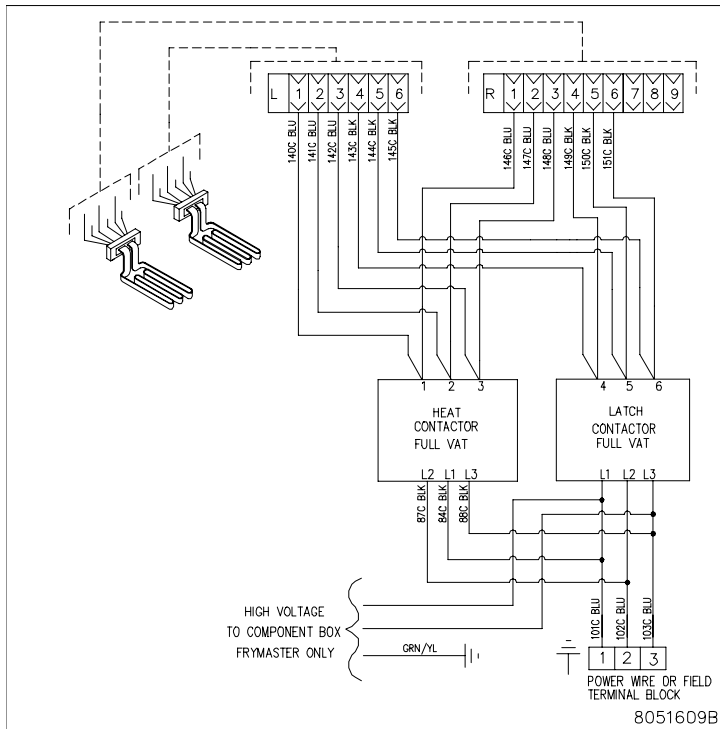 L 1 2 3 4 5 6
R 1 2 3 4 5 6 7 8 9
140C BLU
141C BLU
142C BLU
143C BLK
144C BLK
145C BLK
146C BLU
147C BLU
148C BLU
149C BLK
150C BLK
151C BLK
1 2 3
4 5 6
HEAT
CONTACTOR
FULL VAT
LATCH
CONTACTOR
FULL VAT
L2 L1 L3
L1 L2 L3
87C BLK
84C BLK
88C BLK
HIGH VOLTAGE
TO COMPONENT BOX
FRYMASTER ONLY
GRN/YL
101C BLU
102C BLU
103C BLU
1 2 3
POWER WIRE OR FIELD
TERMINAL BLOCK
8051609B